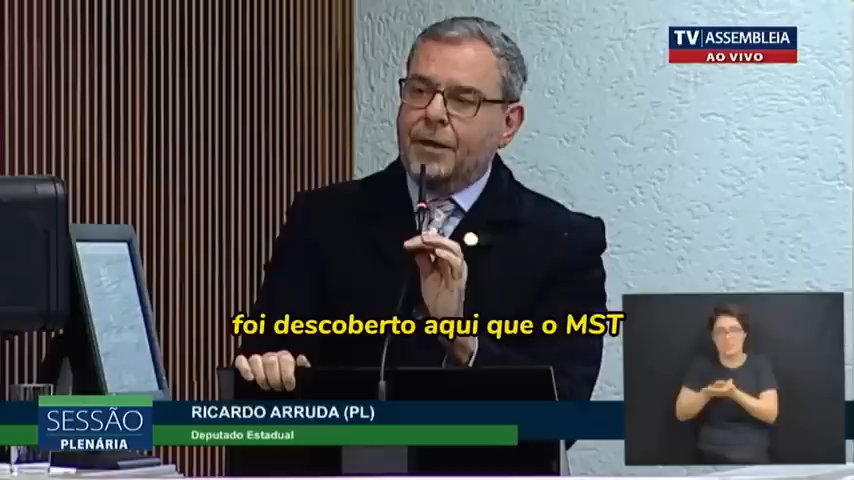 TV ASSEMBLEIA
AO VIVO
foi descoberto aqui que o MST
SESSÃO
PLENÁRIA
RICARDO ARRUDA (PL)
Deputado Estadual